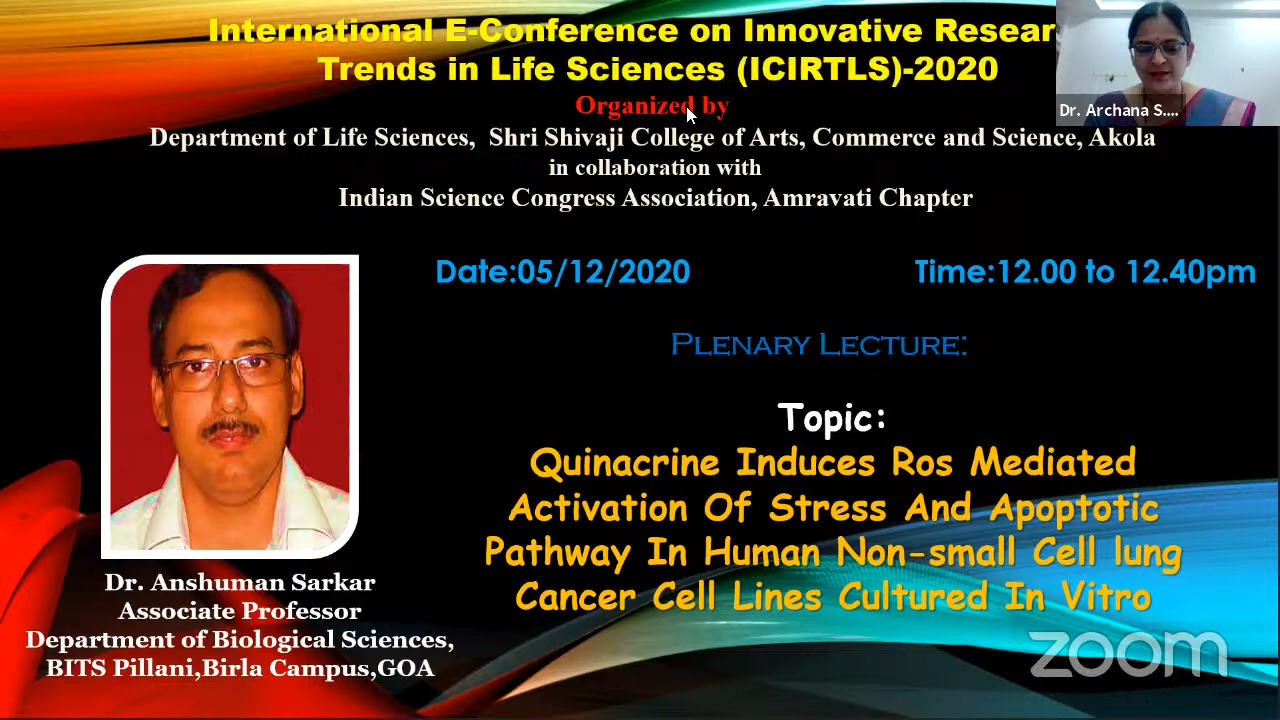 International E-Conference on Innovative Resear
Trends in Life Sciences (ICIRTLS)-2020
Organized by
Department of Life Sciences, Shri Shivaji College of Arts, Commerce and Science, Akola
in collaboration with
Indian Science Congress Association, Amravati Chapter
Dr. Archana S....
Date:05/12/2020
Time:12.00 to 12.40pm
Plenary Lecture:
Topic:
Quinacrine Induces Ros Mediated
Activation Of Stress And Apoptotic
Pathway In Human Non-small Cell lung
Cancer Cell Lines Cultured In Vitro
Dr. Anshuman Sarkar
Associate Professor
Department of Biological Sciences,
BITS Pillani,Birla Campus,GOA
zoom